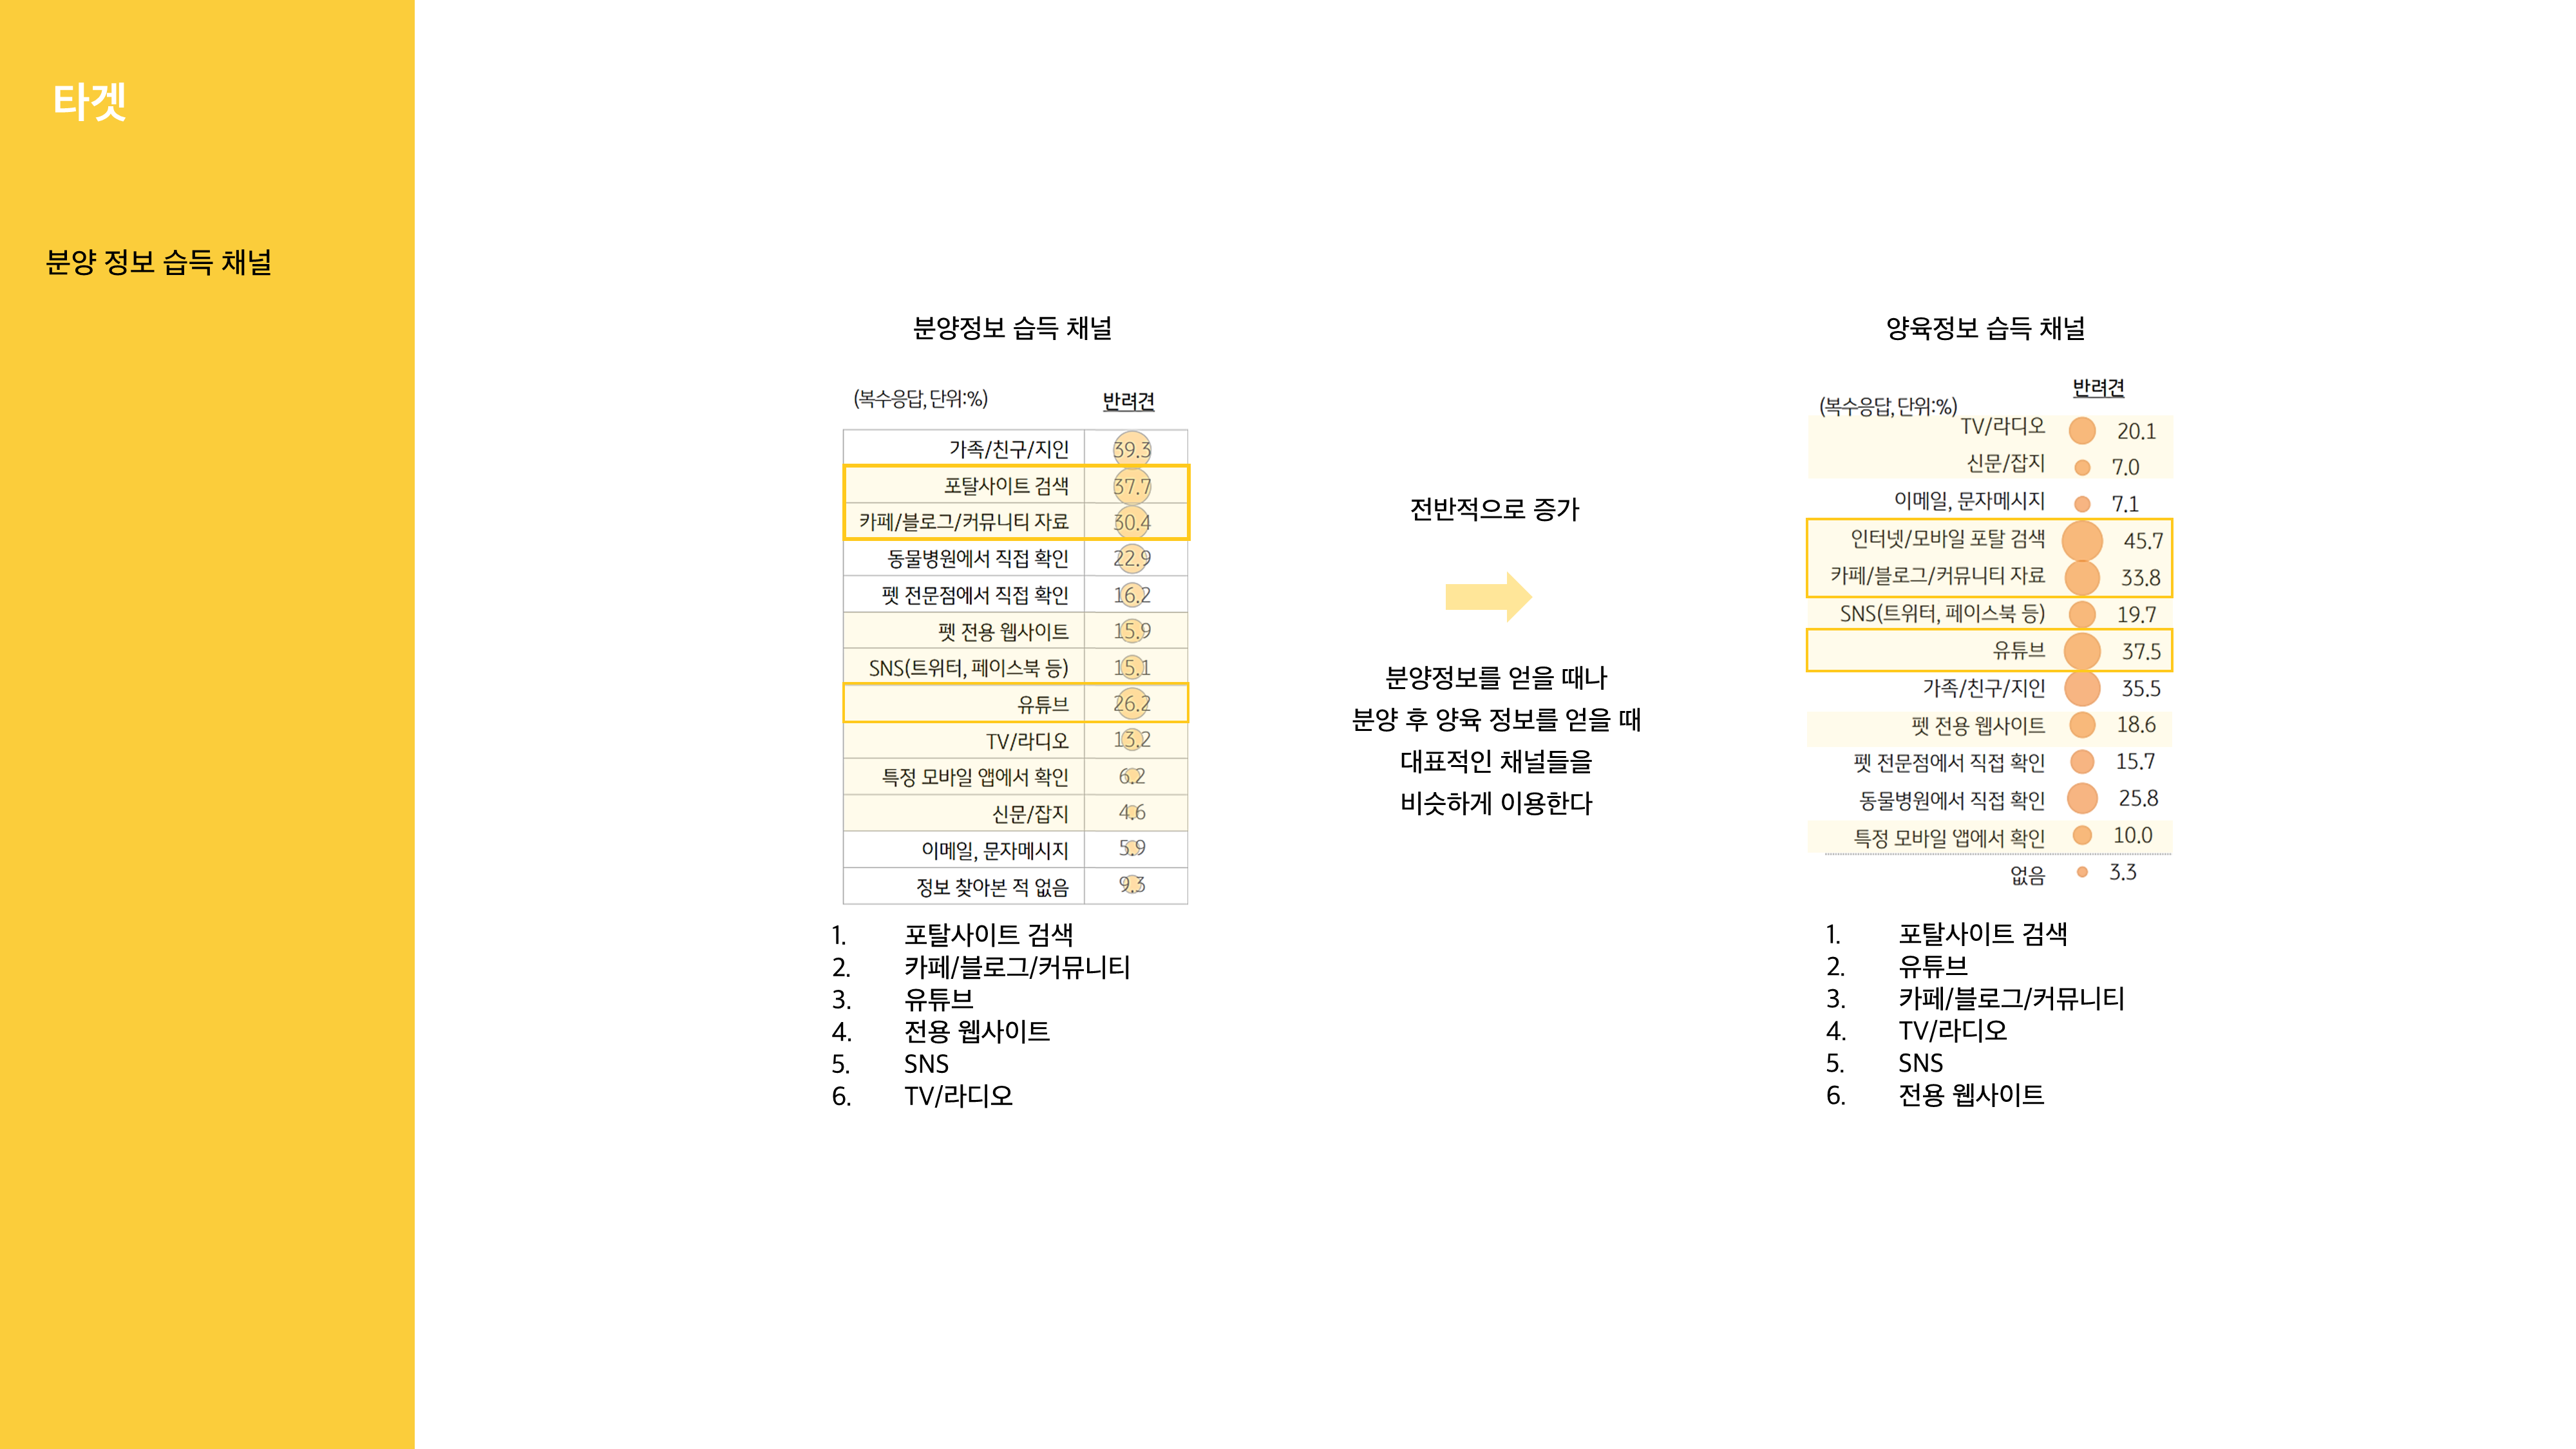 타겟
분양 정보 습득 채널
분양정보 습득 채널
(복수응답, 단위:%) 반려견
가족/친구/지인 39.3
포탈사이트 검색 37.7
카페/블로그/커뮤니티 자료 30.4
동물병원에서 직접 확인 22.9
펫 전문점에서 직접 확인 16.2
펫 전용 웹사이트 15.9
SNS(트위터, 페이스북 등) 15.1
유튜브 26.2
TV/라디오 13.2
특정 모바일 앱에서 확인 6.2
신문/잡지 4.6
이메일, 문자메시지 5.9
정보 찾아본 적 없음 9.3
1. 포탈사이트 검색
2. 카페/블로그/커뮤니티
3. 유튜브
4. 전용 웹사이트
5. SNS
6. TV/라디오
전반적으로 증가
분양정보를 얻을 때나
분양 후 양육 정보를 얻을 때
대표적인 채널들을
비슷하게 이용한다
양육정보 습득 채널
반려견
(복수응답, 단위:%)
TV/라디오 20.1
신문/잡지 7.0
이메일, 문자메시지 7.1
인터넷/모바일 포탈 검색 45.7
카페/블로그/커뮤니티 자료 33.8
SNS(트위터, 페이스북 등) 19.7
유튜브 37.5
가족/친구/지인 35.5
펫 전용 웹사이트 18.6
펫 전문점에서 직접 확인 15.7
동물병원에서 직접 확인 25.8
특정 모바일 앱에서 확인 10.0
없음 3.3
1. 포탈사이트 검색
2. 유튜브
3. 카페/블로그/커뮤니티
4. TV/라디오
5. SNS
6. 전용 웹사이트